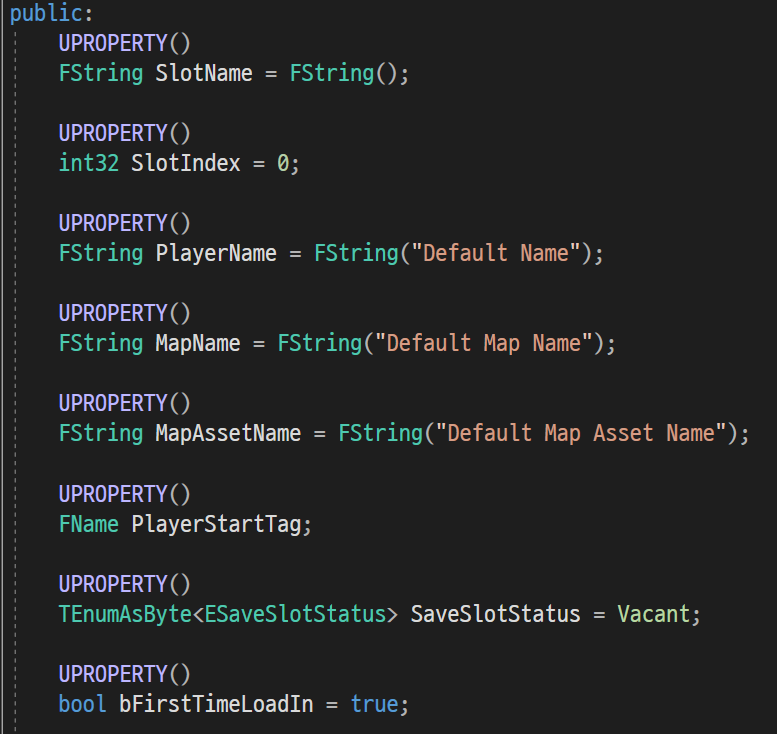 public:
UPROPERTY()
FString SlotName = FString();
UPROPERTY()
int32 SlotIndex = 0;
UPROPERTY()
FString PlayerName = FString("Default Name");
UPROPERTY()
FString MapName = FString("Default Map Name");
UPROPERTY()
FString MapAssetName = FString("Default Map Asset Name");
UPROPERTY()
FName PlayerStartTag;
UPROPERTY()
TEnumAsByte<ESaveSlotStatus> SaveSlotStatus = Vacant;
UPROPERTY()
bool bFirstTimeLoadIn = true;